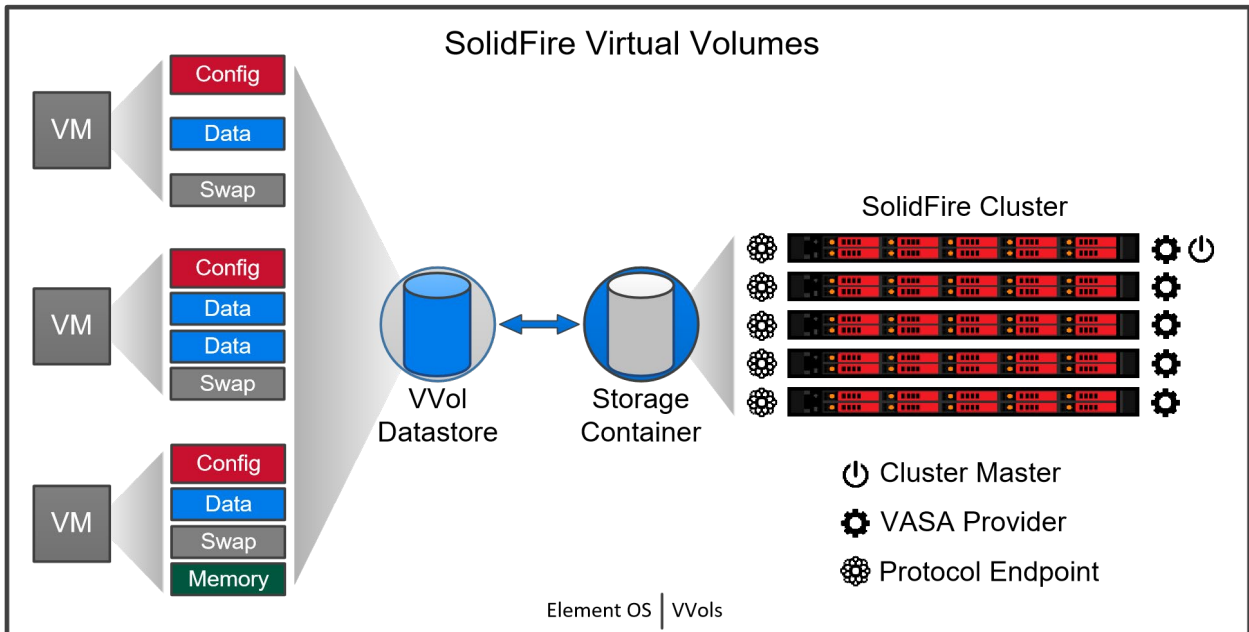 SolidFire Virtual Volumes
VM
Config
Data
Swap
VM
Config
Data
Data
Swap
VM
Config
Data
Swap
Memory
VVol
Datastore
Storage
Container
SolidFire Cluster
Cluster Master
VASA Provider
Protocol Endpoint
Element OS | VVols